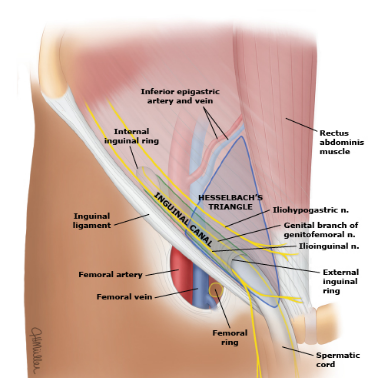 Inferior epigastric
artery and vein
Internal
inguinal ring
Rectus
abdominis
muscle
HESSELBACH'S
TRIANGLE
INGUINAL CANAL
Iliohypogastric n.
Inguinal
ligament
Genital branch of
genitofemoral n.
Ilioinguinal n.
Femoral artery
External
inguinal
ring
Femoral vein
Femoral
ring
Spermatic
cord